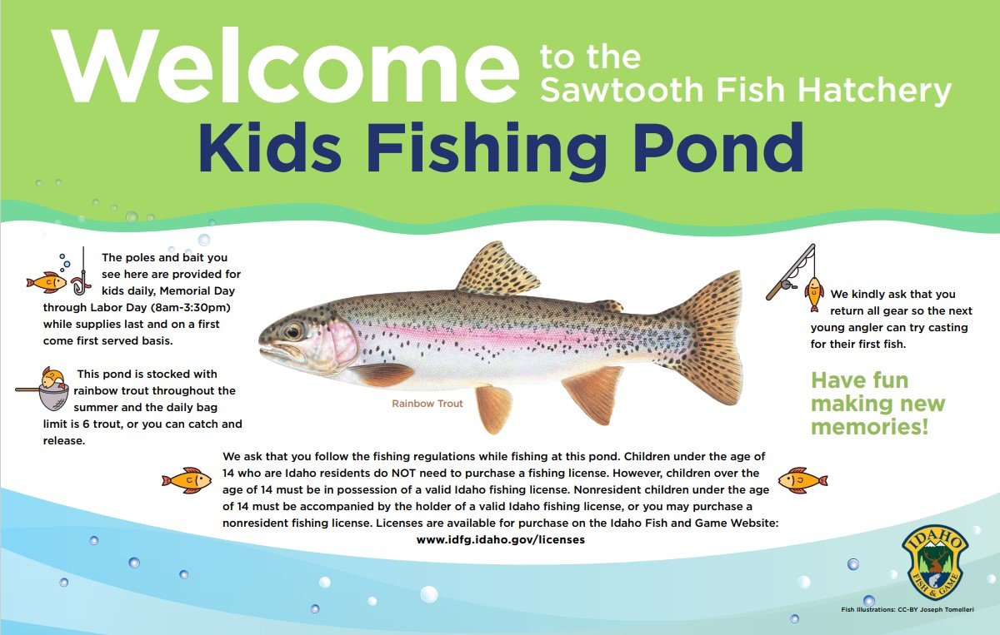 Welcome to the
Sawtooth Fish Hatchery
Kids Fishing Pond
The poles and bait you
see here are provided for
kids daily, Memorial Day
through Labor Day (8am-3:30pm)
while supplies last and on a first
come first served basis.
This pond is stocked with
rainbow trout throughout the
summer and the daily bag
limit is 6 trout, or you can catch and
release.
Rainbow Trout
We kindly ask that you
return all gear so the next
young angler can try casting
for their first fish.
Have fun
making new
memories!
We ask that you follow the fishing regulations while fishing at this pond. Children under the age of
14 who are Idaho residents do NOT need to purchase a fishing license. However, children over the
age of 14 must be in possession of a valid Idaho fishing license. Nonresident children under the age
of 14 must be accompanied by the holder of a valid Idaho fishing license, or you may purchase a
nonresident fishing license. Licenses are available for purchase on the Idaho Fish and Game Website:
www.idfg.idaho.gov/licenses
IDAHO
FISH & GAME
Fish Illustrations: CC-BY Joseph Tomelleri